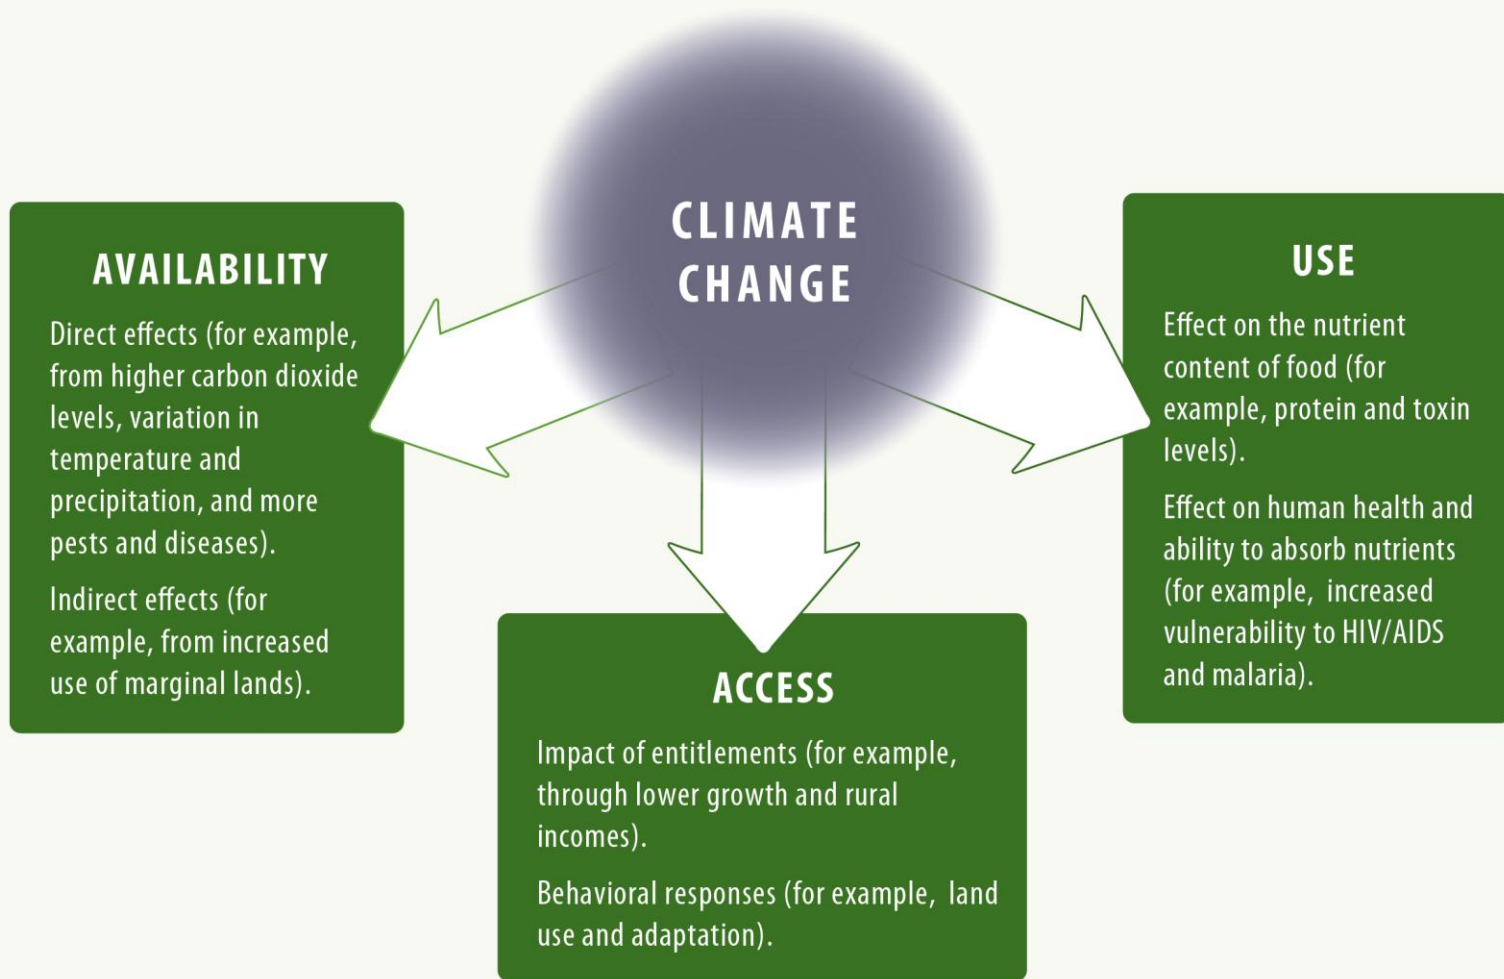 CLIMATE
CHANGE
AVAILABILITY
Direct effects (for example,
from higher carbon dioxide
levels, variation in
temperature and
precipitation, and more
pests and diseases).
Indirect effects (for
example, from increased
use of marginal lands).
ACCESS
Impact of entitlements (for example,
through lower growth and rural
incomes).
Behavioral responses (for example, land
use and adaptation).
USE
Effect on the nutrient
content of food (for
example, protein and toxin
levels).
Effect on human health and
ability to absorb nutrients
(for example, increased
vulnerability to HIV/AIDS
and malaria).